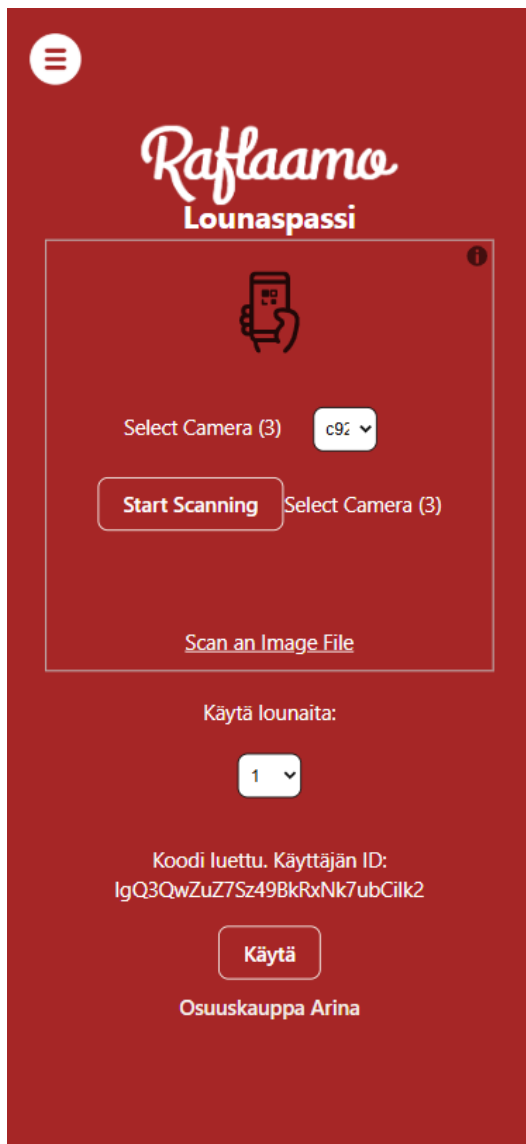 Raflaamo
Lounaspassi
Select Camera (3) c92
Start Scanning Select Camera (3)
Scan an Image File
Käytä lounaita:
1
Koodi luettu. Käyttäjän ID:
IgQ3QwZuZ7Sz49BkRxNk7ubCilk2
Käytä
Osuuskauppa Arina